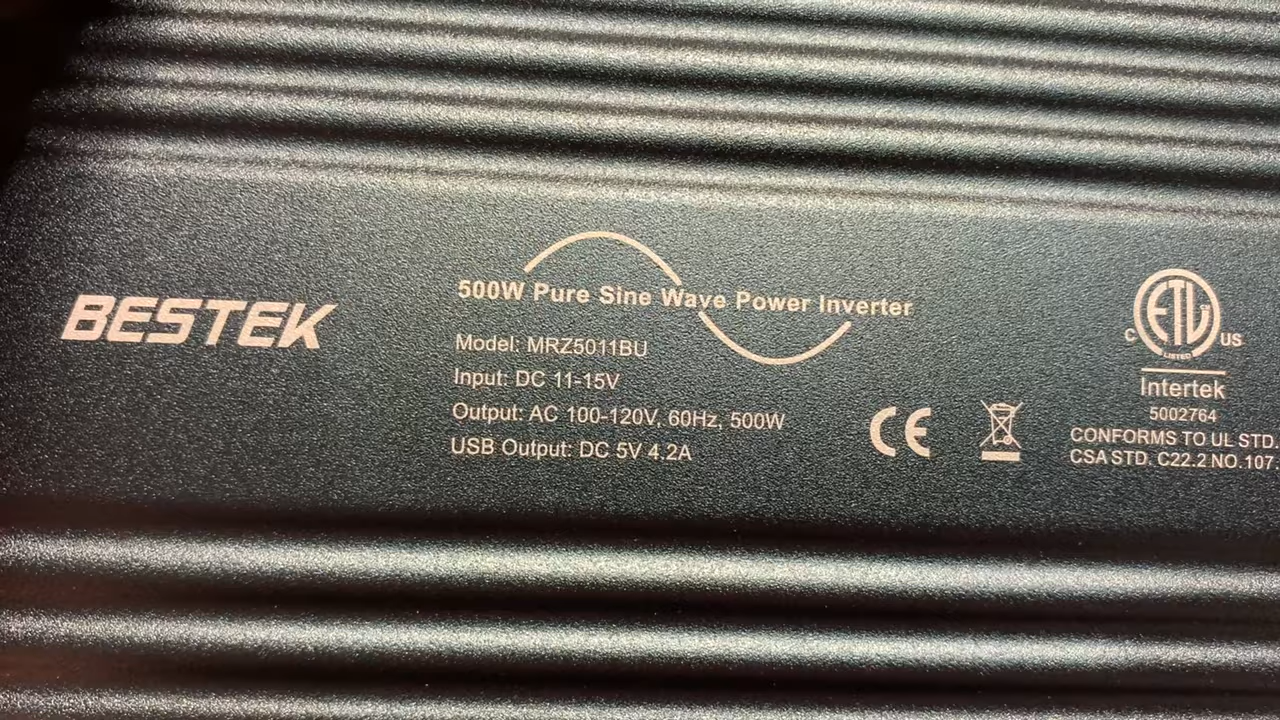 BESTEK
500W Pure Sine Wave Power Inverter
Model: MRZ5011BU
Input: DC 11-15V
Output: AC 100-120V, 60Hz, 500W
USB Output: DC 5V 4.2A
CE
ETL
C US
LISTED
Intertek
5002764
CONFORMS TO UL STD.
CSA STD. C22.2 NO.107